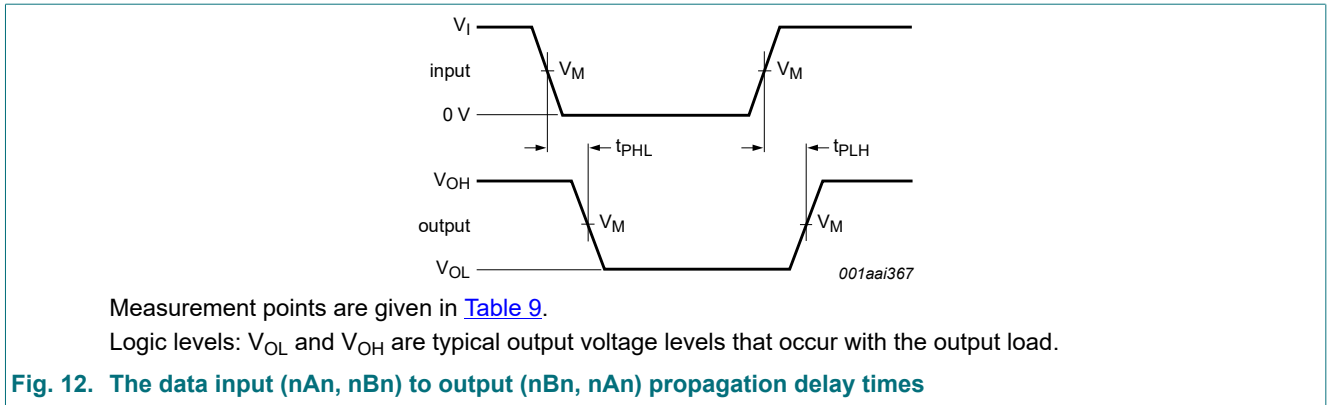 V_I
input V_M V_M
0 V
t_PHL t_PLH
V_OH
output V_M V_M
V_OL 001aai367
Measurement points are given in Table 9.
Logic levels: V_OL and V_OH are typical output voltage levels that occur with the output load.
Fig. 12. The data input (nAn, nBn) to output (nBn, nAn) propagation delay times